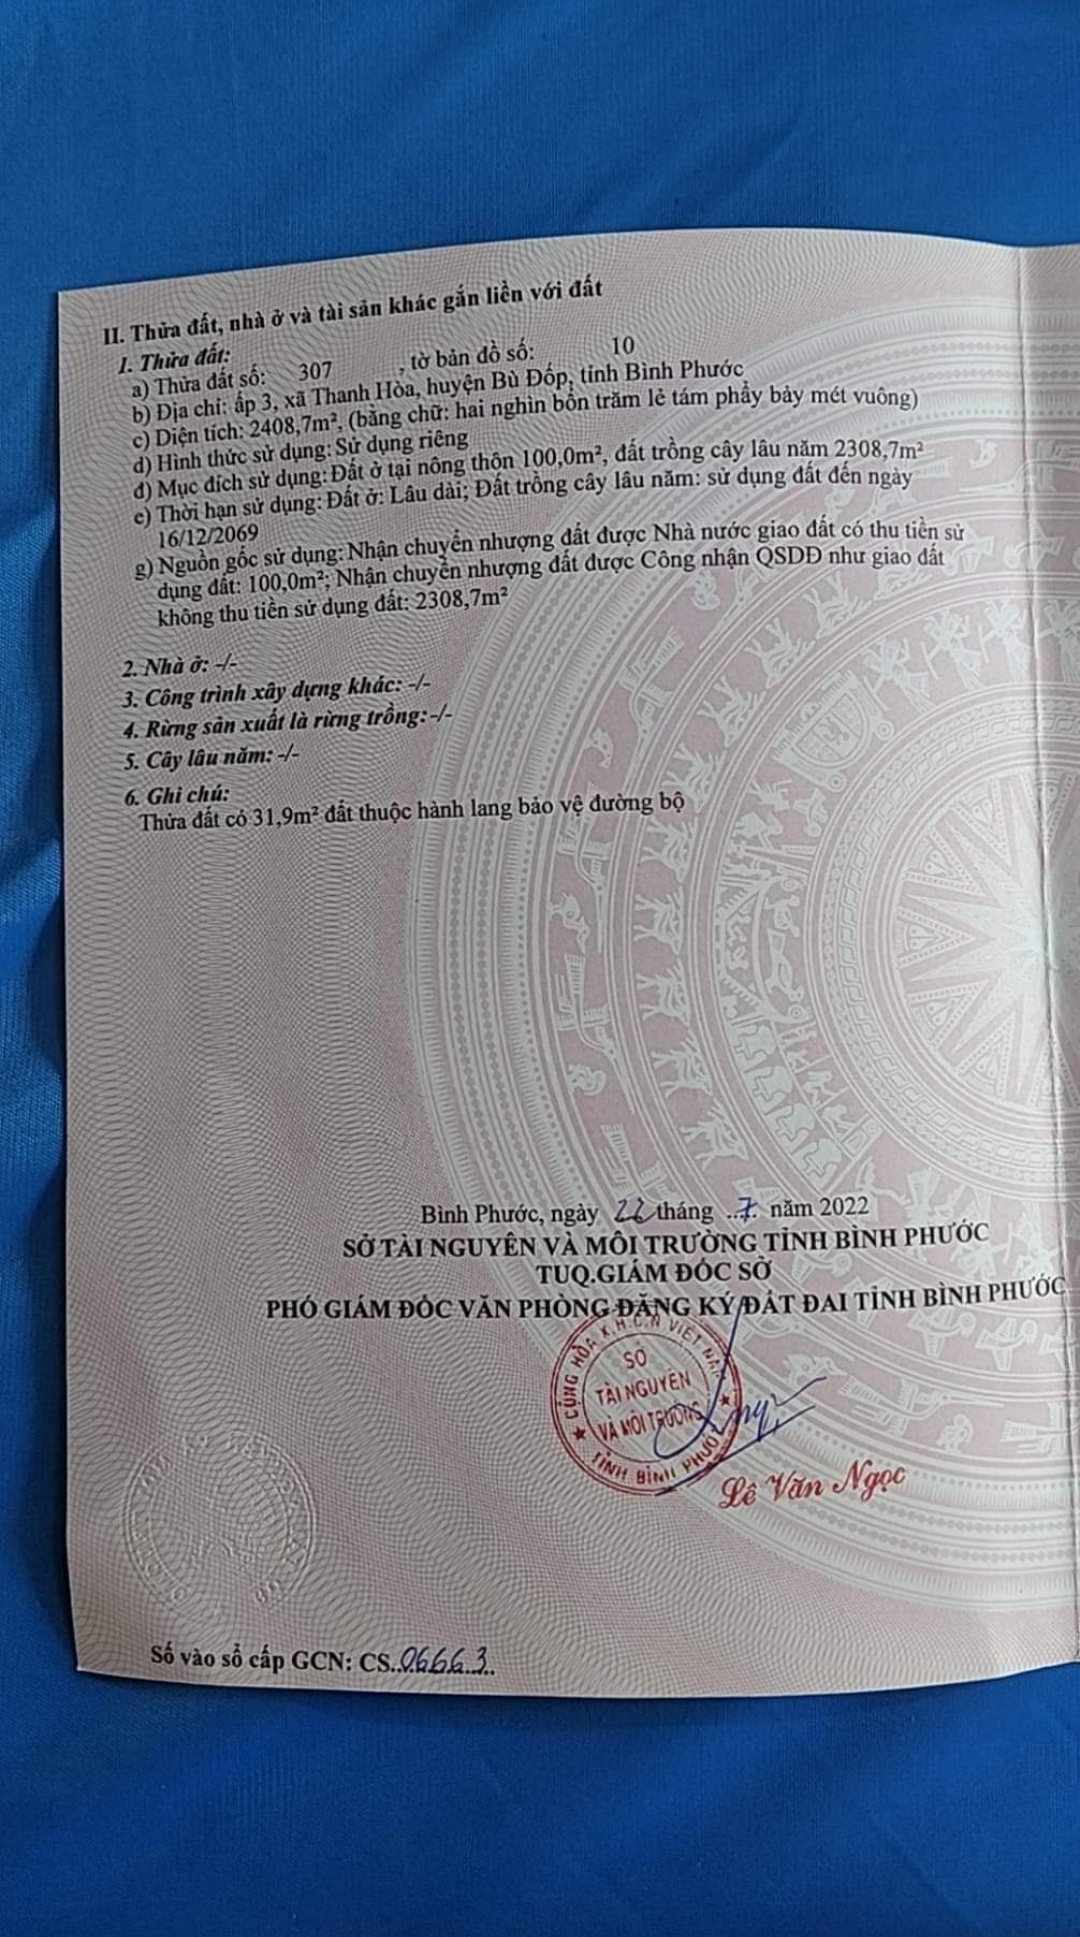 II. Thửa đất, nhà ở và tài sản khác gắn liền với đất
1. Thửa đất:
a) Thửa đất số: 307 , tờ bản đồ số: 10
b) Địa chỉ: ấp 3, xã Thanh Hòa, huyện Bù Đốp, tỉnh Bình Phước
c) Diện tích: 2408,7m², (bằng chữ: hai nghìn bốn trăm lẻ tám phẩy bảy mét vuông)
d) Hình thức sử dụng: Sử dụng riêng
đ) Mục đích sử dụng: Đất ở tại nông thôn 100,0m², đất trồng cây lâu năm 2308,7m²
e) Thời hạn sử dụng: Đất ở: Lâu dài; Đất trồng cây lâu năm: sử dụng đất đến ngày
16/12/2069
g) Nguồn gốc sử dụng: Nhận chuyển nhượng đất được Nhà nước giao đất có thu tiền sử
dụng đất: 100,0m²; Nhận chuyển nhượng đất được Công nhận QSDĐ như giao đất
không thu tiền sử dụng đất: 2308,7m²
2. Nhà ở: -/-
3. Công trình xây dựng khác: -/-
4. Rừng sản xuất là rừng trồng: -/-
5. Cây lâu năm: -/-
6. Ghi chú:
Thửa đất có 31,9m² đất thuộc hành lang bảo vệ đường bộ
Bình Phước, ngày 22 tháng ..7.. năm 2022
SỞ TÀI NGUYÊN VÀ MÔI TRƯỜNG TỈNH BÌNH PHƯỚC
TUQ.GIÁM ĐỐC SỞ
PHÓ GIÁM ĐỐC VĂN PHÒNG ĐĂNG KÝ ĐẤT ĐAI TỈNH BÌNH PHƯỚC
CỘNG HÒA X.H.C.N VIỆT NAM
SỞ
TÀI NGUYÊN
VÀ MÔI TRƯỜNG
TỈNH BÌNH PHƯỚC
Lê Văn Ngọc
Số vào sổ cấp GCN: CS..06663..